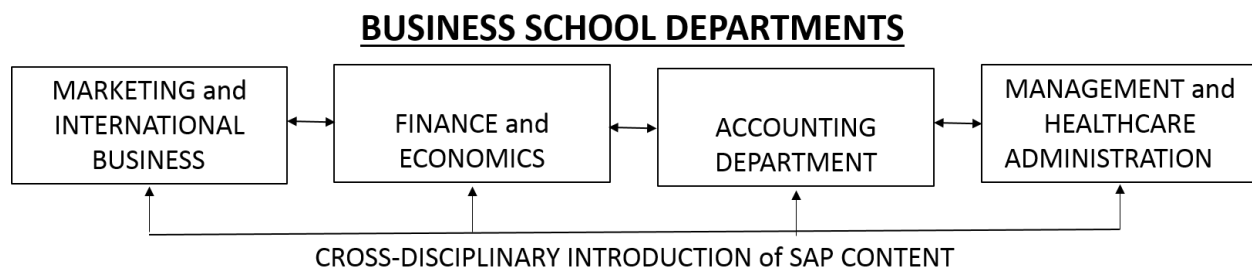 BUSINESS SCHOOL DEPARTMENTS
MARKETING and
INTERNATIONAL
BUSINESS
FINANCE and
ECONOMICS
ACCOUNTING
DEPARTMENT
MANAGEMENT and
HEALTHCARE
ADMINISTRATION
CROSS-DISCIPLINARY INTRODUCTION of SAP CONTENT